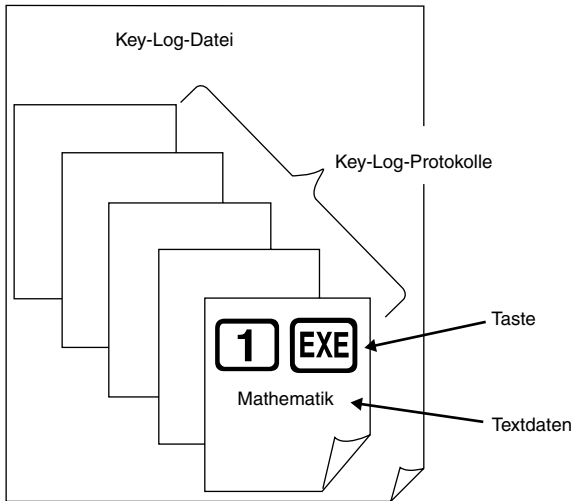 Key-Log-Datei
Key-Log-Protokolle
Taste
1 EXE
Mathematik
Textdaten